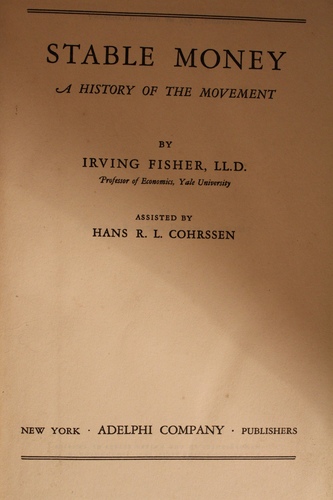 STABLE MONEY
A HISTORY OF THE MOVEMENT
BY
IRVING FISHER, LL.D.
Professor of Economics, Yale University
ASSISTED BY
HANS R. L. COHRSSEN
NEW YORK · ADELPHI COMPANY · PUBLISHERS